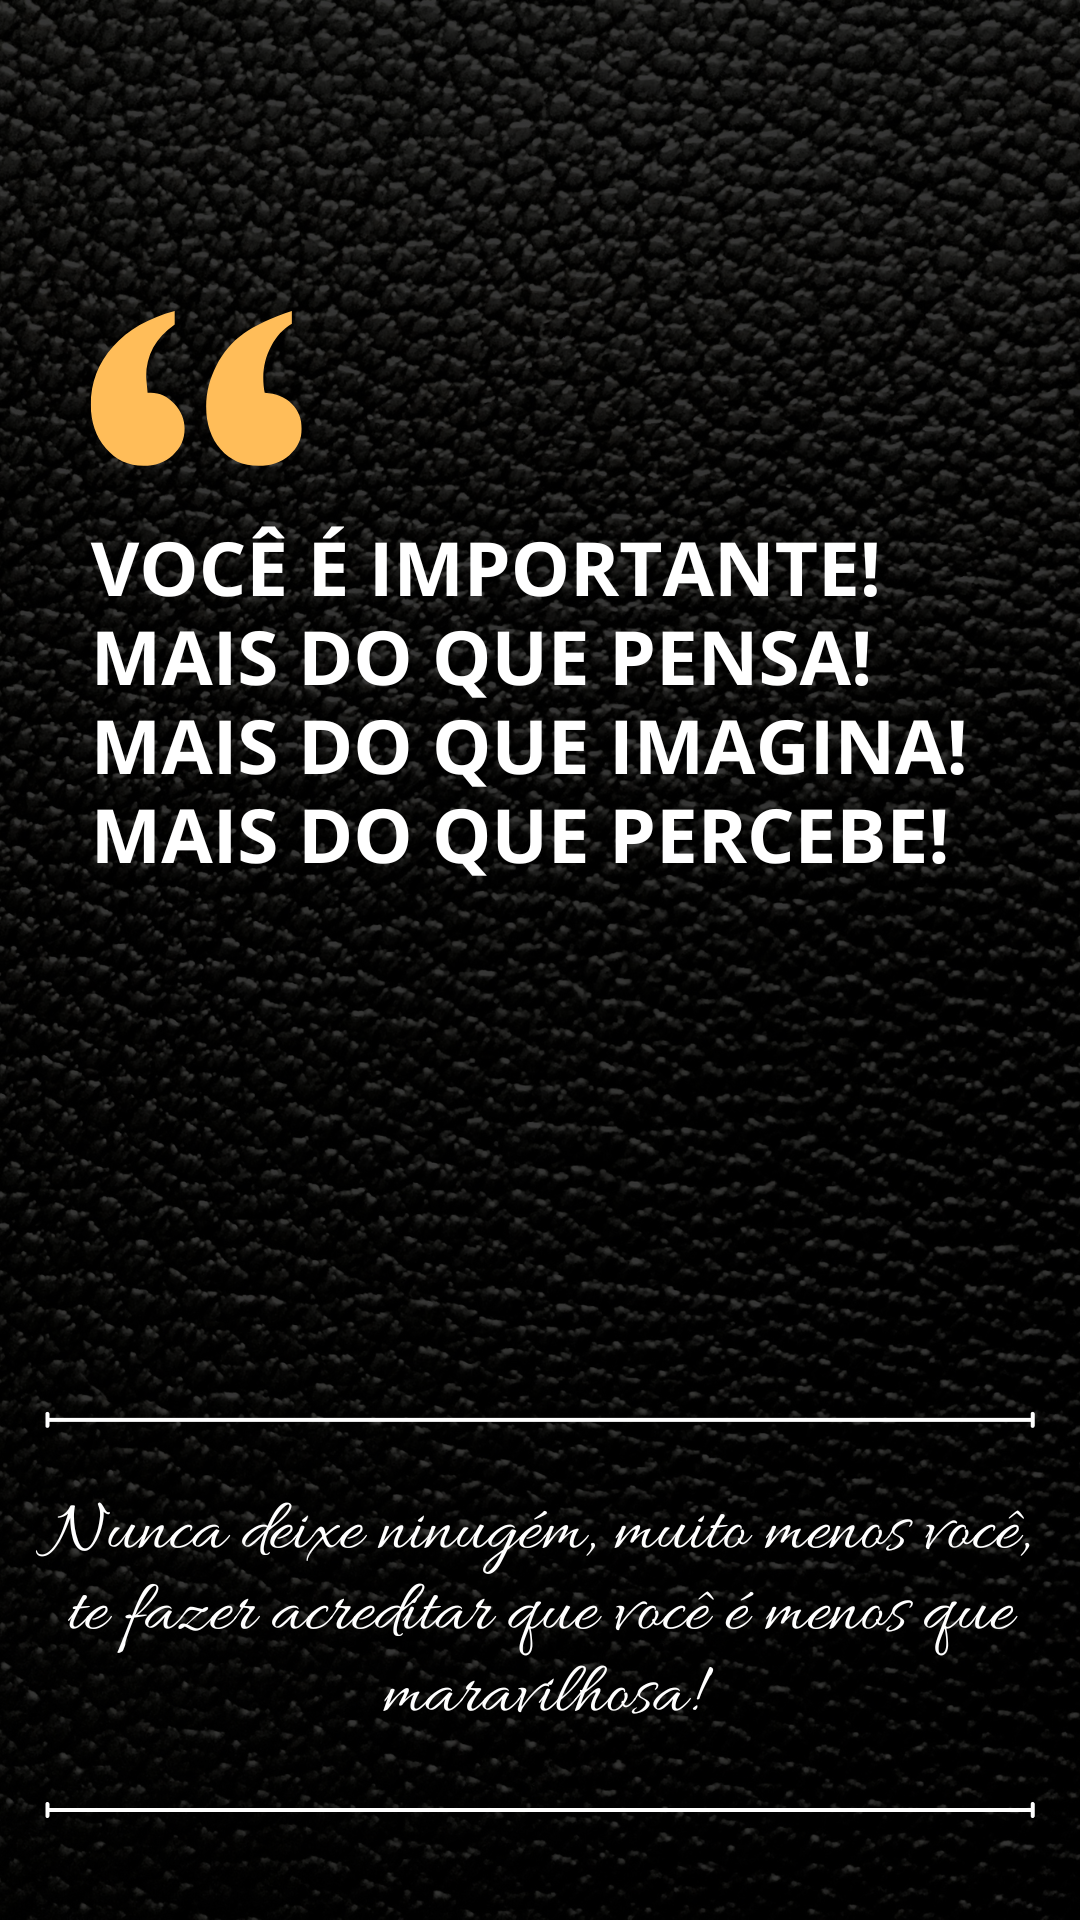 VOCÊ É IMPORTANTE!
MAIS DO QUE PENSA!
MAIS DO QUE IMAGINA!
MAIS DO QUE PERCEBE!
Nunca deixe ninugém, muito menos você,
te fazer acreditar que você é menos que
maravilhosa!